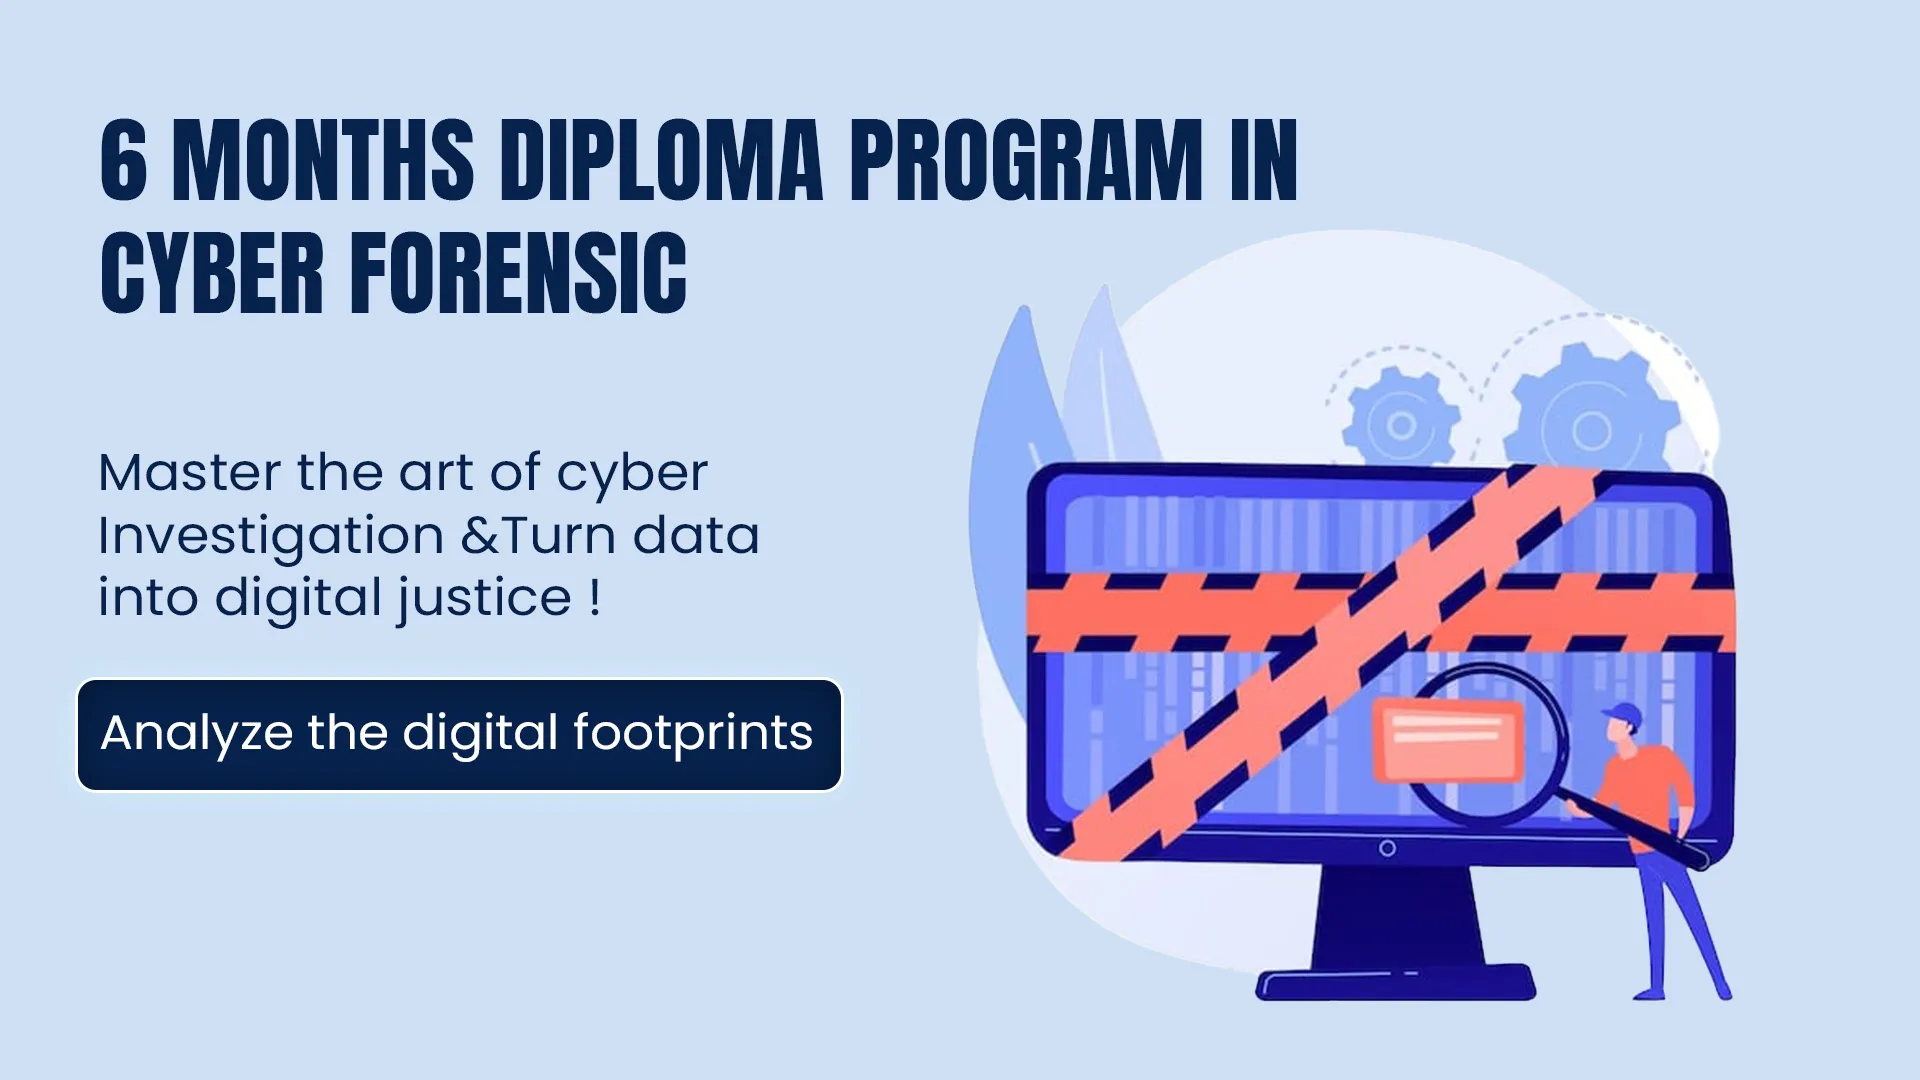 6 MONTHS DIPLOMA PROGRAM IN
CYBER FORENSIC
Master the art of cyber
Investigation &Turn data
into digital justice !
Analyze the digital footprints